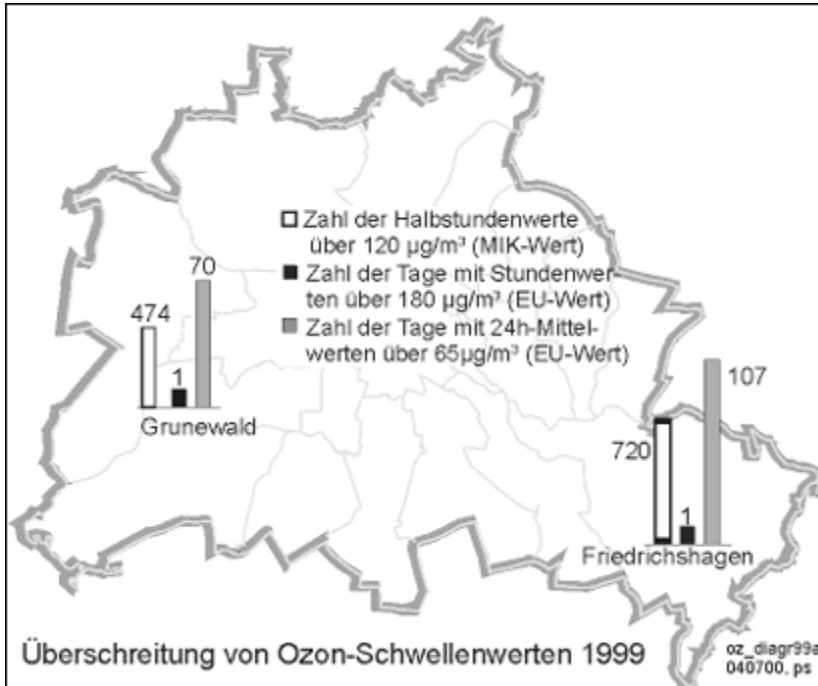 Zahl der Halbstundenwerte
über 120 µg/m³ (MIK-Wert)
Zahl der Tage mit Stundenwer-
ten über 180 µg/m³ (EU-Wert)
Zahl der Tage mit 24h-Mittel-
werten über 65µg/m³ (EU-Wert)
70
474
1
Grunewald
107
720
1
Friedrichshagen
Überschreitung von Ozon-Schwellenwerten 1999
oz_diagr99a
040700. ps